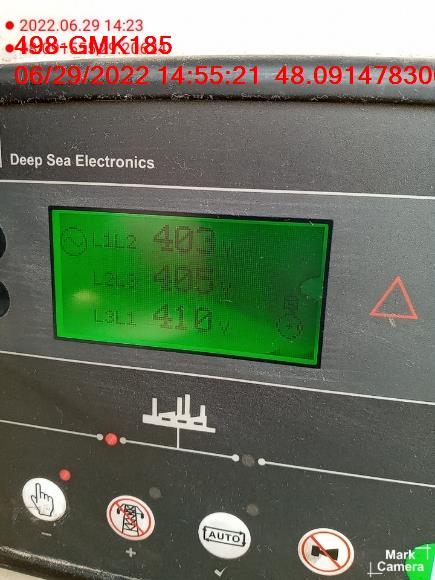 2022.06.29 14:23
498-GMK185
06/29/2022 14:55:21 48.091478300
Deep Sea Electronics
L1L2 403 V
L2L3 405 V
L3L1 410 V
AUTO
Mark
Camera